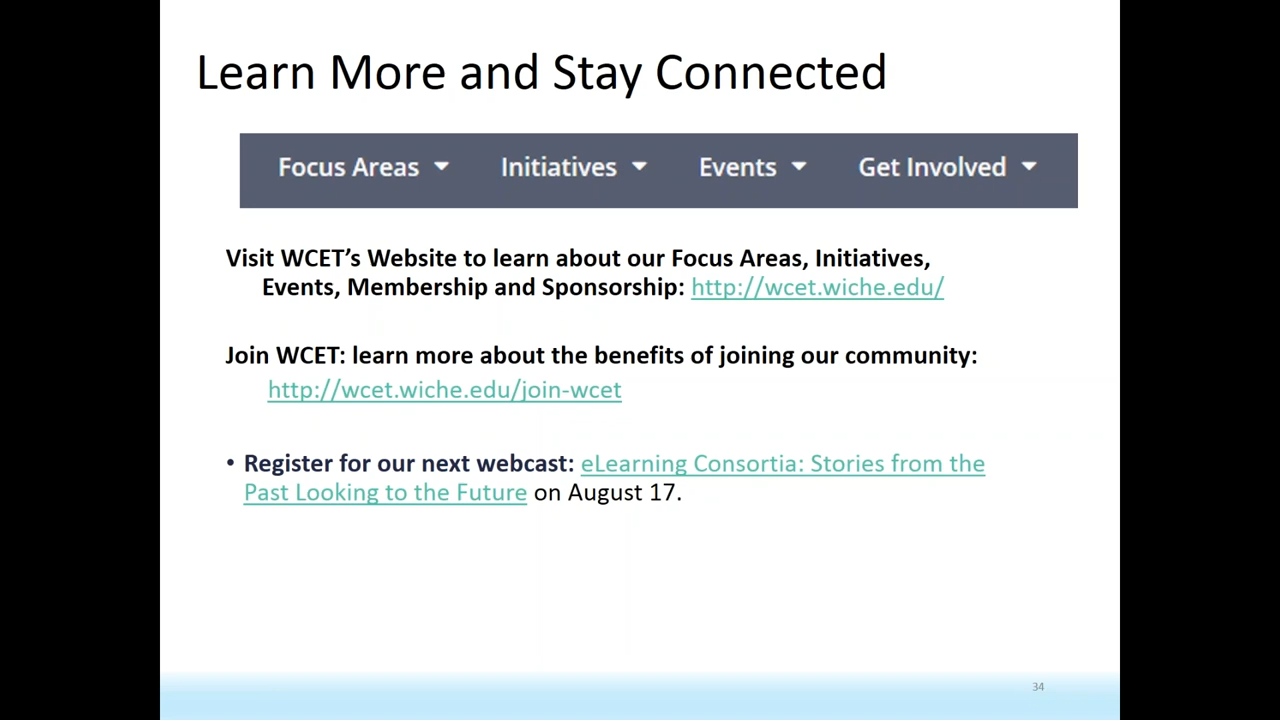 Learn More and Stay Connected
Focus Areas Initiatives Events Get Involved
Visit WCET’s Website to learn about our Focus Areas, Initiatives,
Events, Membership and Sponsorship: http://wcet.wiche.edu/
Join WCET: learn more about the benefits of joining our community:
http://wcet.wiche.edu/join-wcet
• Register for our next webcast: eLearning Consortia: Stories from the
Past Looking to the Future on August 17.
34